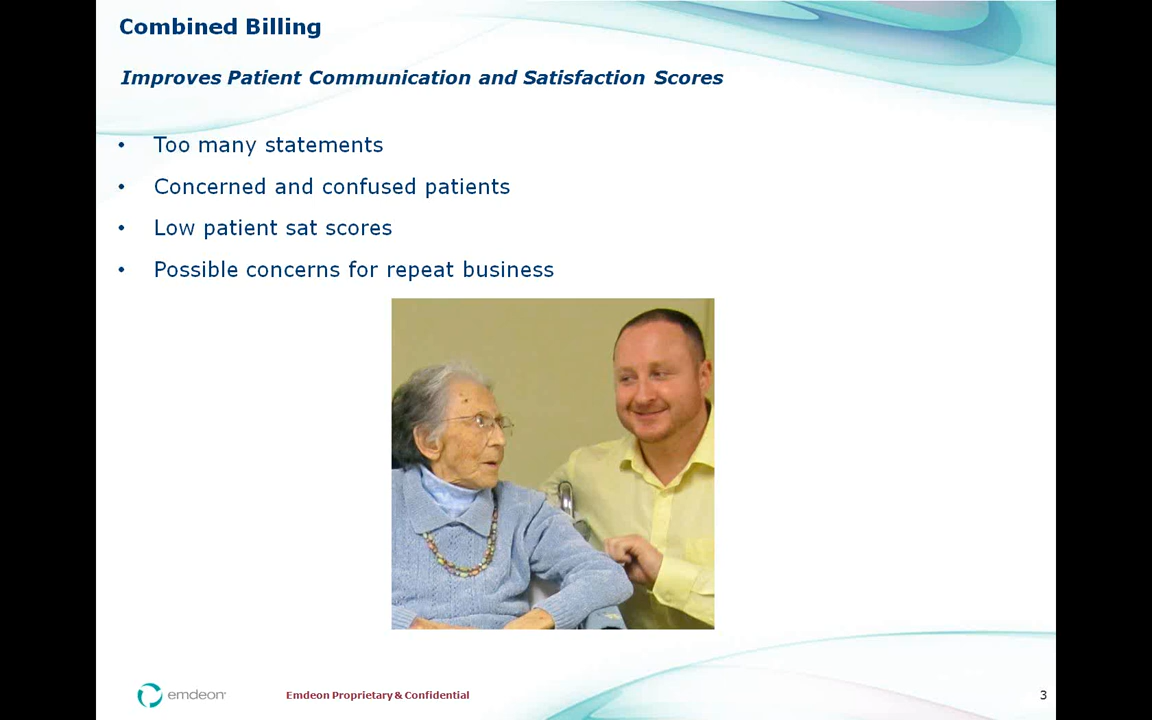 Combined Billing
Improves Patient Communication and Satisfaction Scores
• Too many statements
• Concerned and confused patients
• Low patient sat scores
• Possible concerns for repeat business
emdeon
Emdeon Proprietary & Confidential
3